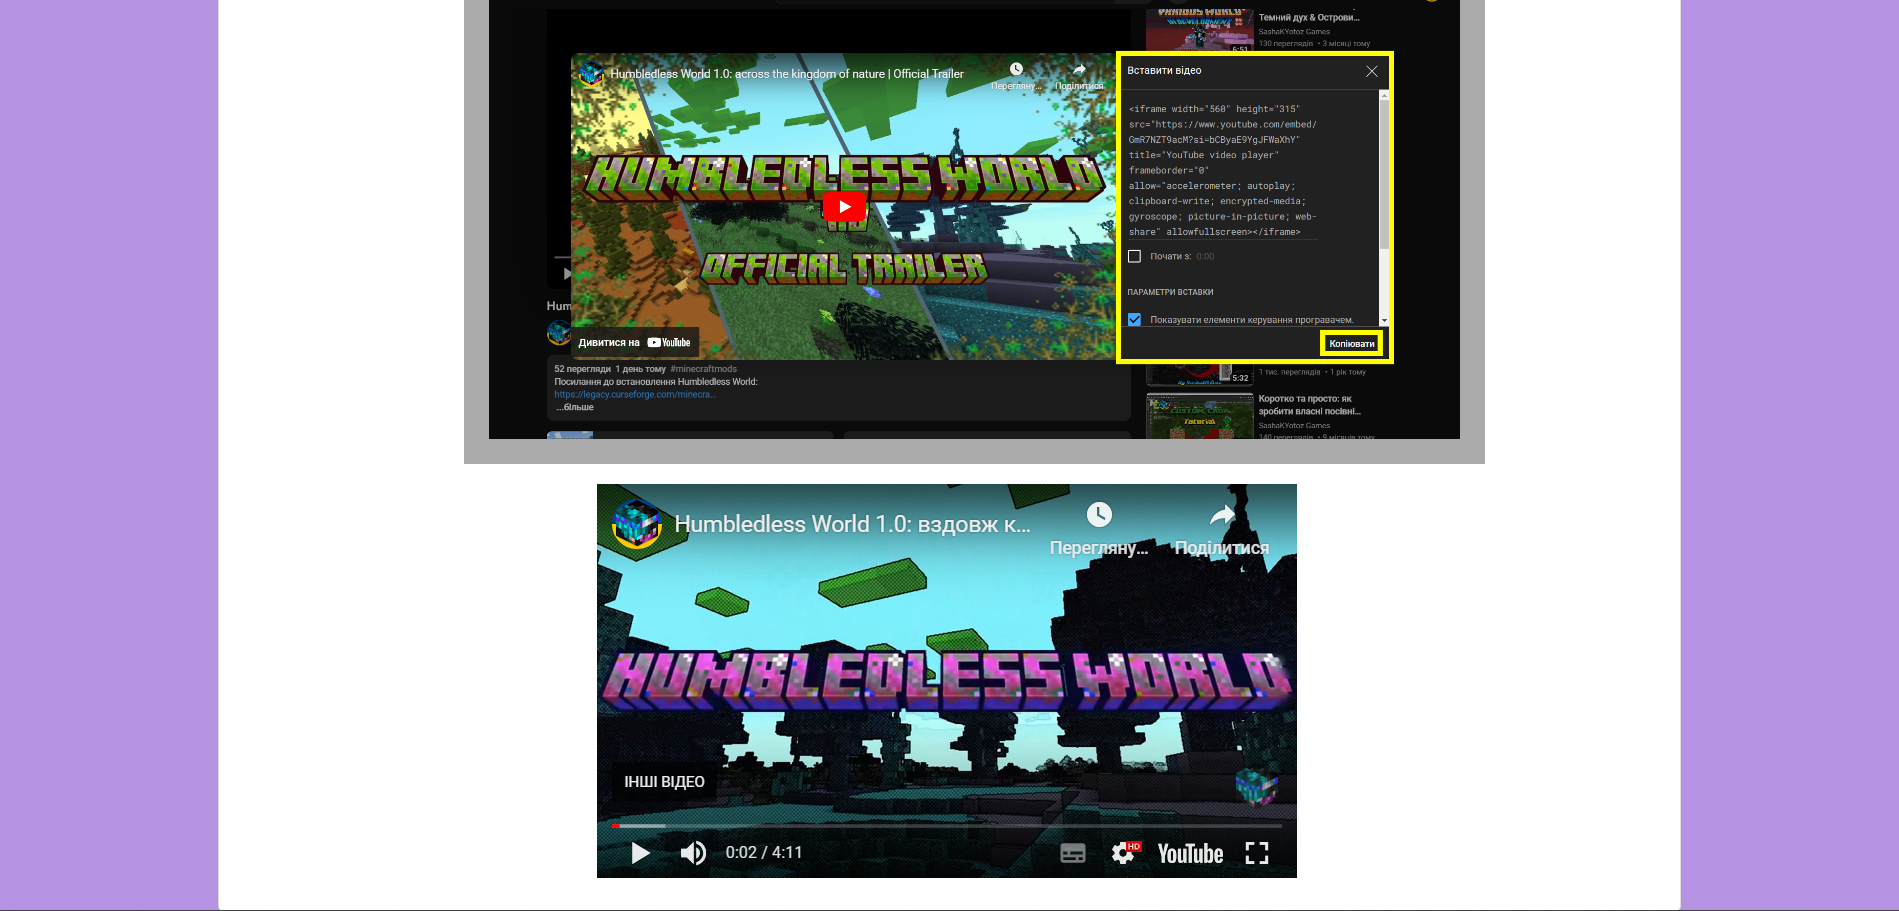 Темний дух & Острови...
SashaKYotoz Games
130 переглядів • 3 місяці тому
6:51
Humbledless World 1.0: across the kingdom of nature | Official Trailer
Перегляну...
Поділитися
HUMBLEDLESS WORLD
OFFICIAL TRAILER
Дивитися на YouTube
Вставити відео
<iframe width="560" height="315"
src="https://www.youtube.com/embed/
GmR7NZT9acM?si=bCByaE9YgJFWaXhY"
title="YouTube video player"
frameborder="0"
allow="accelerometer; autoplay;
clipboard-write; encrypted-media;
gyroscope; picture-in-picture; web-
share" allowfullscreen></iframe>
Почати з: 0:00
ПАРАМЕТРИ ВСТАВКИ
Показувати елементи керування програвачем.
Копіювати
Hum
52 перегляди 1 день тому #minecraftmods
Посилання до встановлення Humbledless World:
https://legacy.curseforge.com/minecra...
...більше
5:32
1 тис. переглядів • 1 рік тому
Коротко та просто: як
зробити власні посівні...
SashaKYotoz Games
140 переглядів • 9 місяців тому
Tutorial
Humbledless World 1.0: вздовж к...
Перегляну...
Поділитися
HUMBLEDLESS WORLD
ІНШІ ВІДЕО
0:02 / 4:11
HD
YouTube